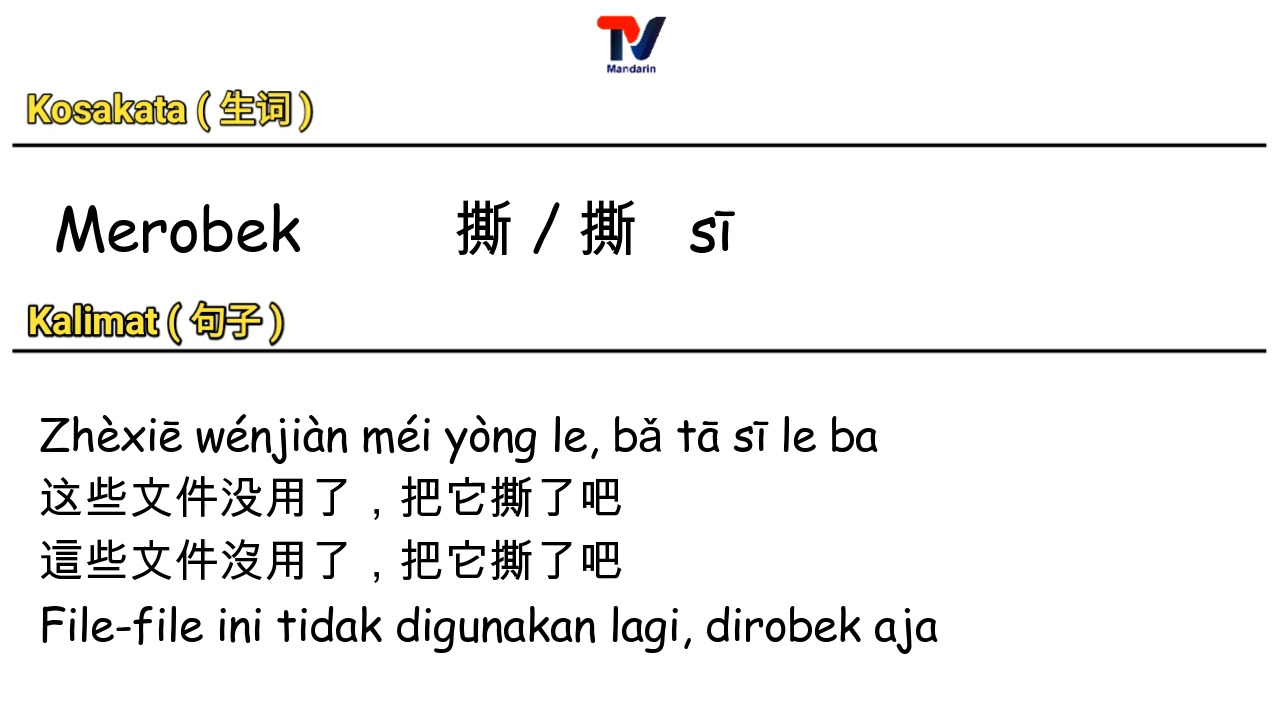 TV
Mandarin
Kosakata ( 生词 )
Merobek 撕 / 撕 sī
Kalimat ( 句子 )
Zhèxiē wénjiàn méi yòng le, bǎ tā sī le ba
这些文件没用了，把它撕了吧
這些文件沒用了，把它撕了吧
File-file ini tidak digunakan lagi, dirobek aja